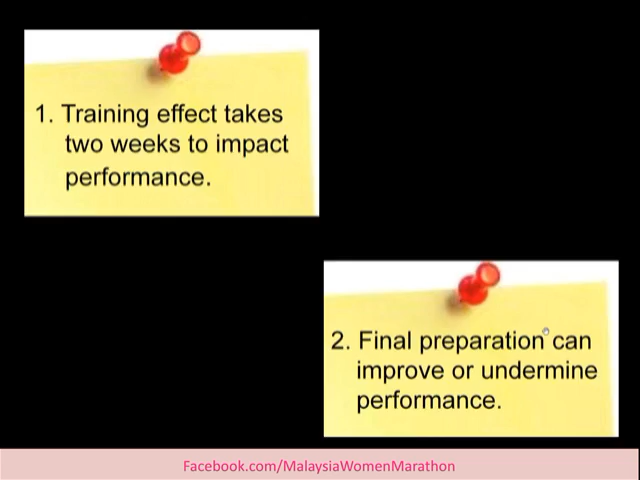 1. Training effect takes
two weeks to impact
performance.
2. Final preparation can
improve or undermine
performance.
Facebook.com/MalaysiaWomenMarathon